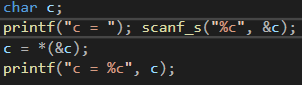 char c;
printf("c = "); scanf_s("%c", &c);
c = *(&c);
printf("c = %c", c);